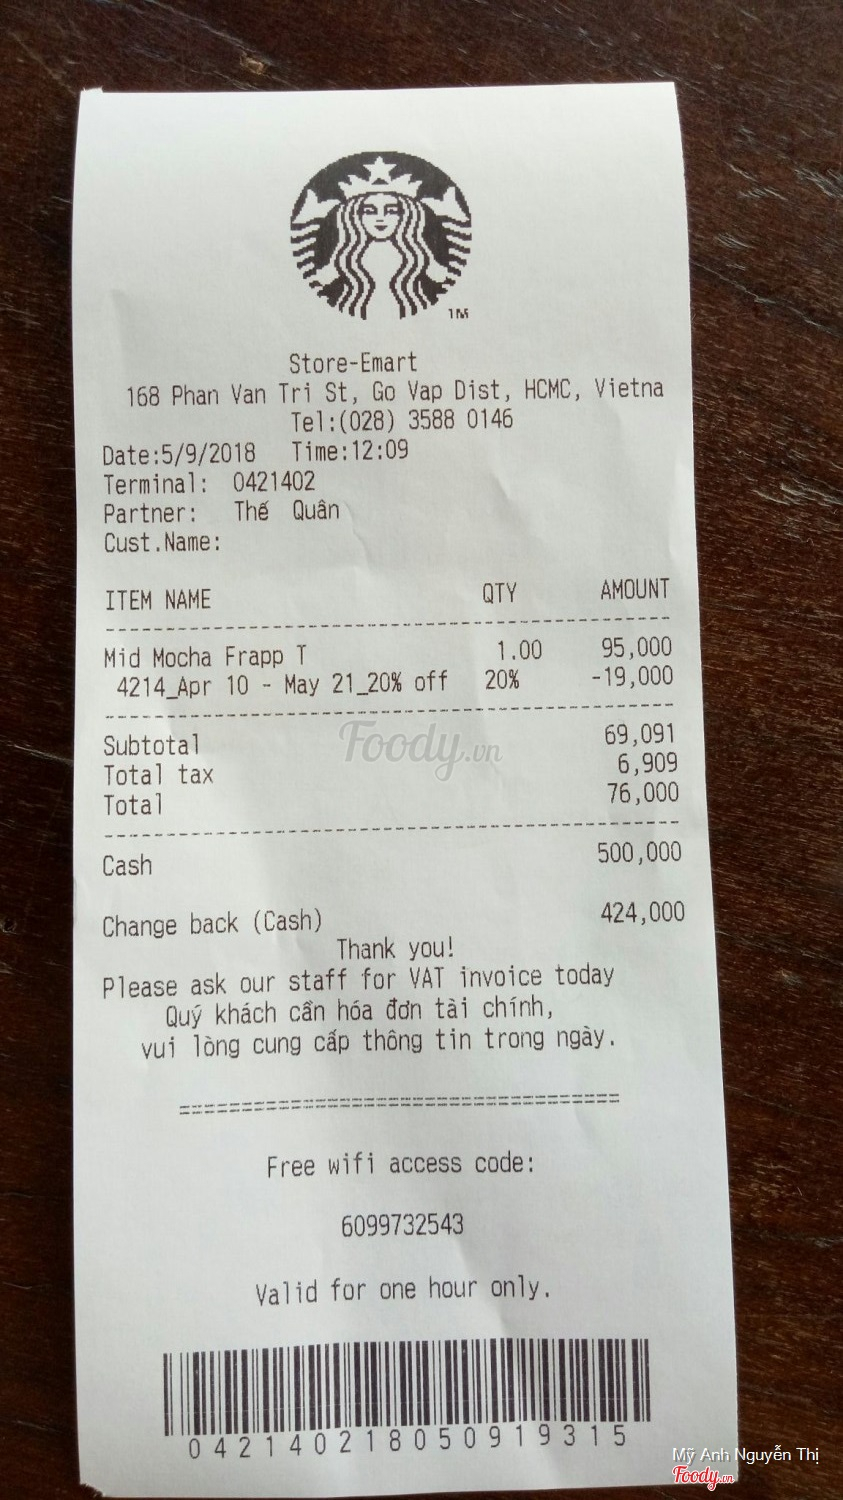 TM
Store-Emart
168 Phan Van Tri St, Go Vap Dist, HCMC, Vietna
Tel:(028) 3588 0146
Date:5/9/2018 Time:12:09
Terminal: 0421402
Partner: Thế Quân
Cust.Name:
ITEM NAME QTY AMOUNT
Mid Mocha Frapp T 1.00 95,000
4214_Apr 10 - May 21_20% off 20% -19,000
Subtotal 69,091
Total tax 6,909
Total 76,000
Foody.vn
Cash 500,000
Change back (Cash) 424,000
Thank you!
Please ask our staff for VAT invoice today
Quý khách cần hóa đơn tài chính,
vui lòng cung cấp thông tin trong ngày.
Free wifi access code:
6099732543
Valid for one hour only.
042140218050919315
Mỹ Anh Nguyễn Thị
Foody.vn